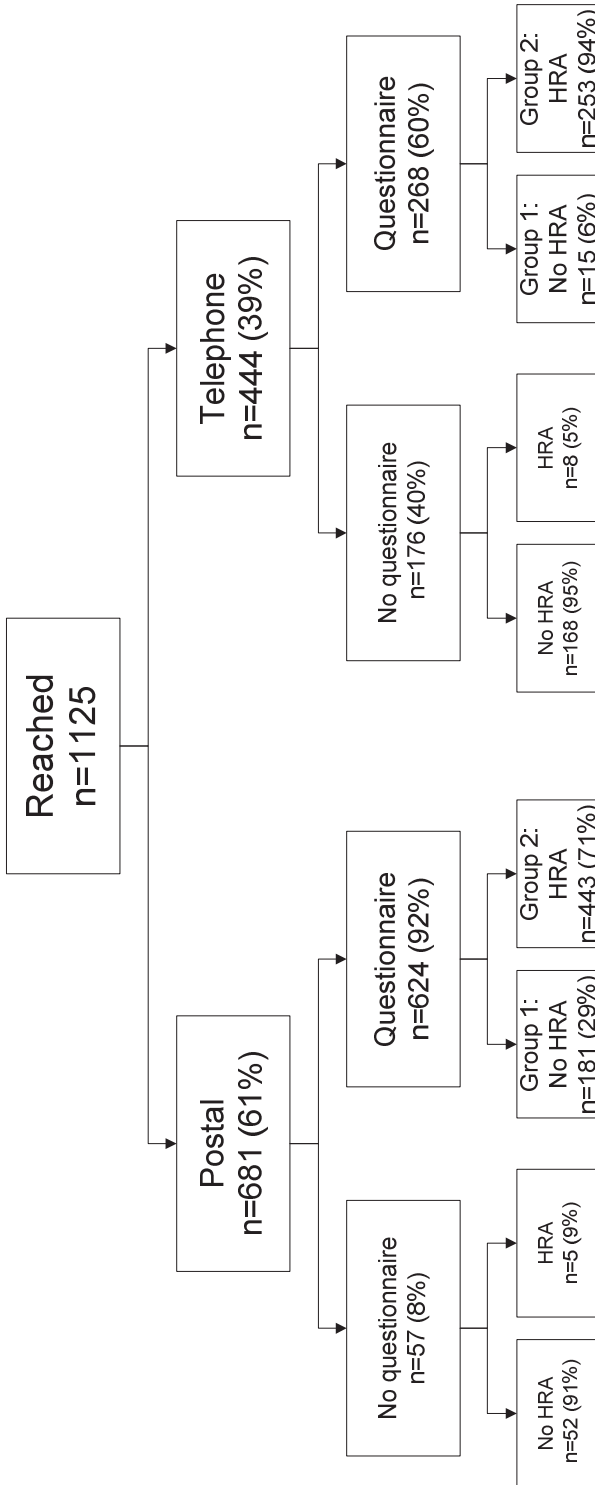 Reached
n=1125
Postal
n=681 (61%)
Telephone
n=444 (39%)
No questionnaire
n=57 (8%)
Questionnaire
n=624 (92%)
No questionnaire
n=176 (40%)
Questionnaire
n=268 (60%)
No HRA
n=52 (91%)
HRA
n=5 (9%)
Group 1:
No HRA
n=181 (29%)
Group 2:
HRA
n=443 (71%)
No HRA
n=168 (95%)
HRA
n=8 (5%)
Group 1:
No HRA
n=15 (6%)
Group 2:
HRA
n=253 (94%)